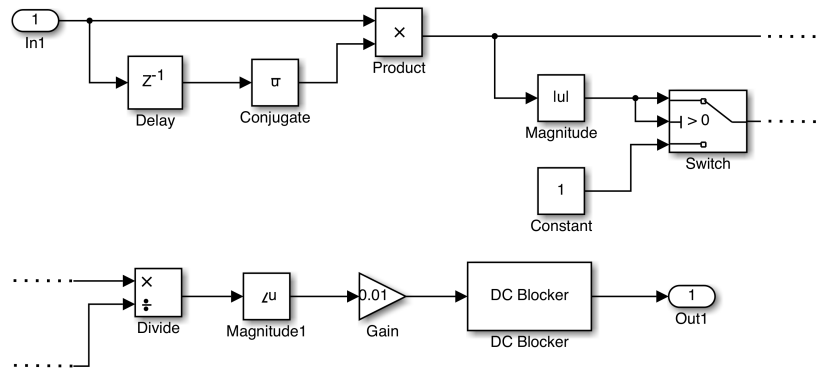 1
In1
Z-1
Delay
u
Conjugate
×
Product
|u|
Magnitude
> 0
Switch
1
Constant
×
÷
Divide
∠u
Magnitude1
0.01
Gain
DC Blocker
DC Blocker
1
Out1